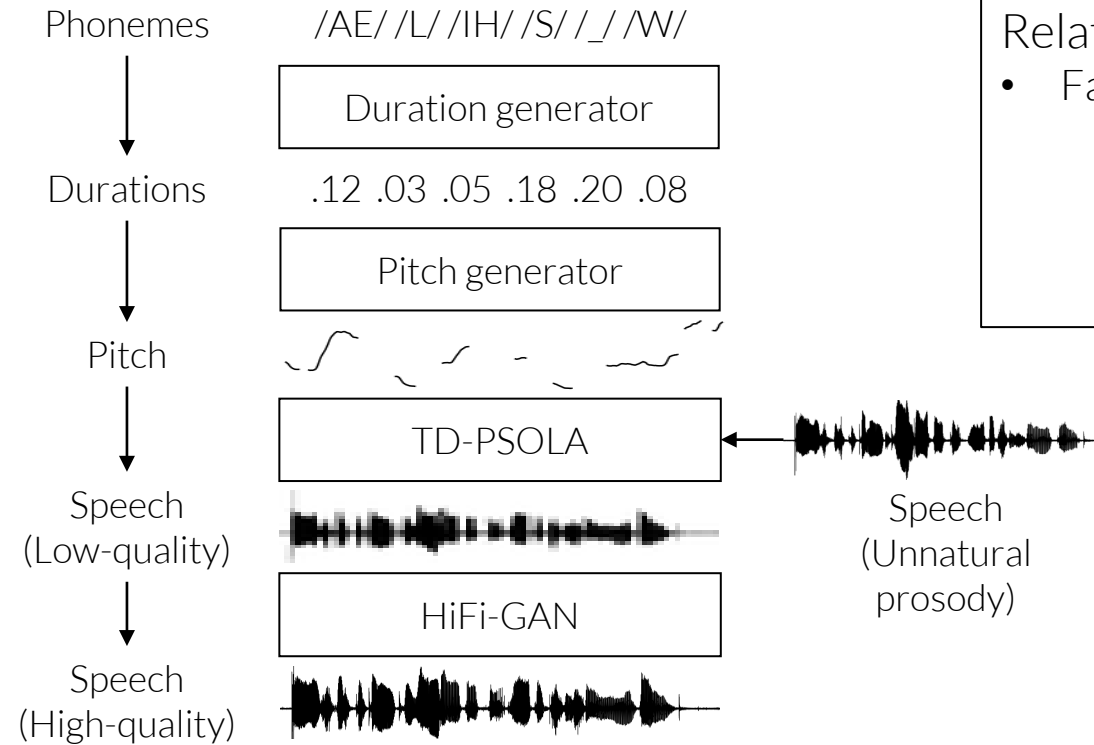 Phonemes
/AE/ /L/ /IH/ /S/ /_/ /W/
Duration generator
Durations
.12 .03 .05 .18 .20 .08
Pitch generator
Pitch
TD-PSOLA
Speech
(Low-quality)
HiFi-GAN
Speech
(High-quality)
Speech
(Unnatural
prosody)